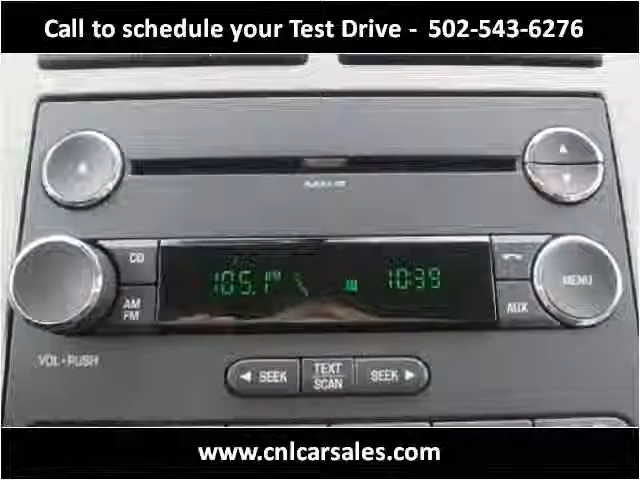 Call to schedule your Test Drive - 502-543-6276
CD
105.1
10:39
MENU
AM
FM
AUX
VOL-PUSH
SEEK
TEXT
SCAN
SEEK
www.cnlcarsales.com